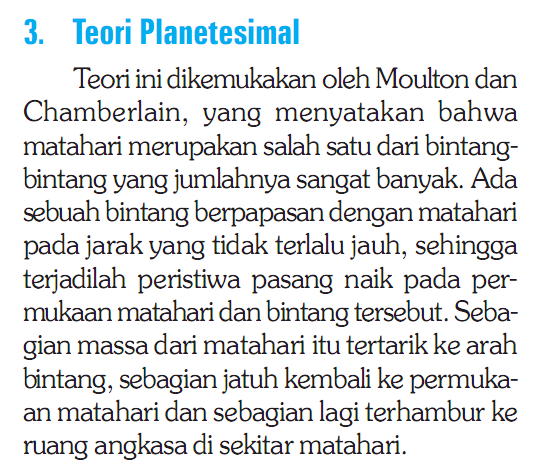 3. Teori Planetesimal
Teori ini dikemukakan oleh Moulton dan
Chamberlain, yang menyatakan bahwa
matahari merupakan salah satu dari bintang-
bintang yang jumlahnya sangat banyak. Ada
sebuah bintang berpapasan dengan matahari
pada jarak yang tidak terlalu jauh, sehingga
terjadilah peristiwa pasang naik pada per-
mukaan matahari dan bintang tersebut. Seba-
gian massa dari matahari itu tertarik ke arah
bintang, sebagian jatuh kembali ke permuka-
an matahari dan sebagian lagi terhambur ke
ruang angkasa di sekitar matahari.